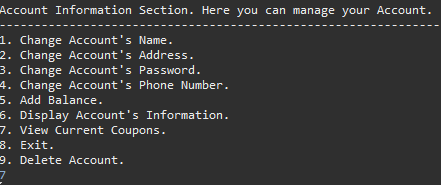 Account Information Section. Here you can manage your Account.
--------------------------------------------------------------
1. Change Account's Name.
2. Change Account's Address.
3. Change Account's Password.
4. Change Account's Phone Number.
5. Add Balance.
6. Display Account's Information.
7. View Current Coupons.
8. Exit.
9. Delete Account.
7